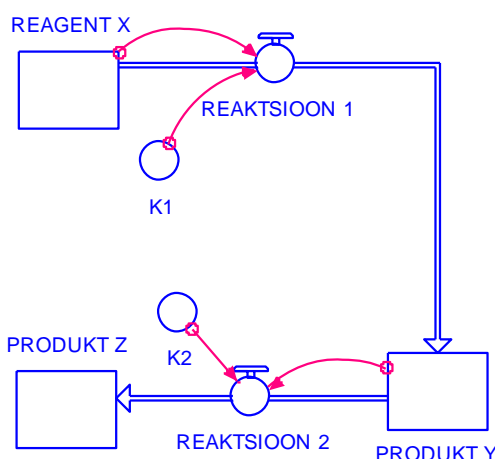 REAGENT X
REAKTSIOON 1
K1
K2
PRODUKT Z
REAKTSIOON 2
PRODUKT Y